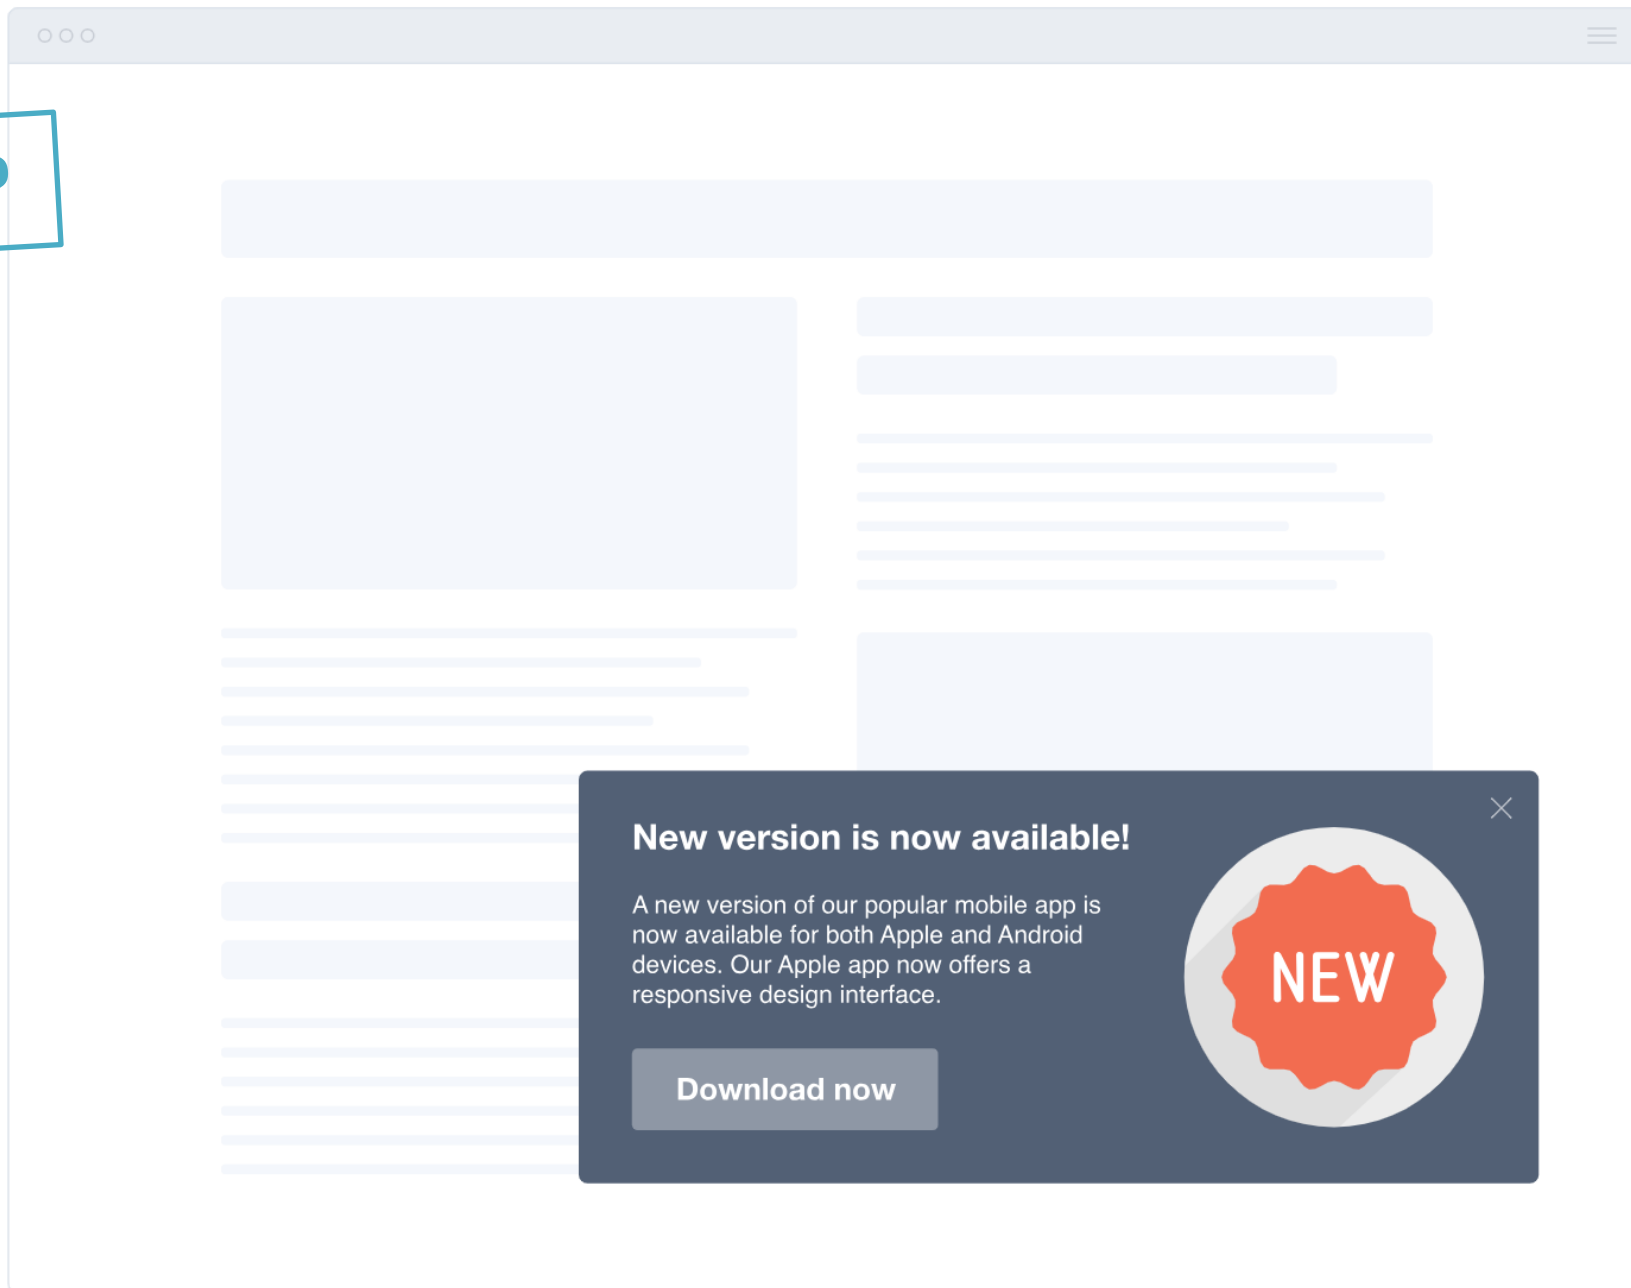 New version is now available!
A new version of our popular mobile app is
now available for both Apple and Android
devices. Our Apple app now offers a
responsive design interface.
Download now
NEW